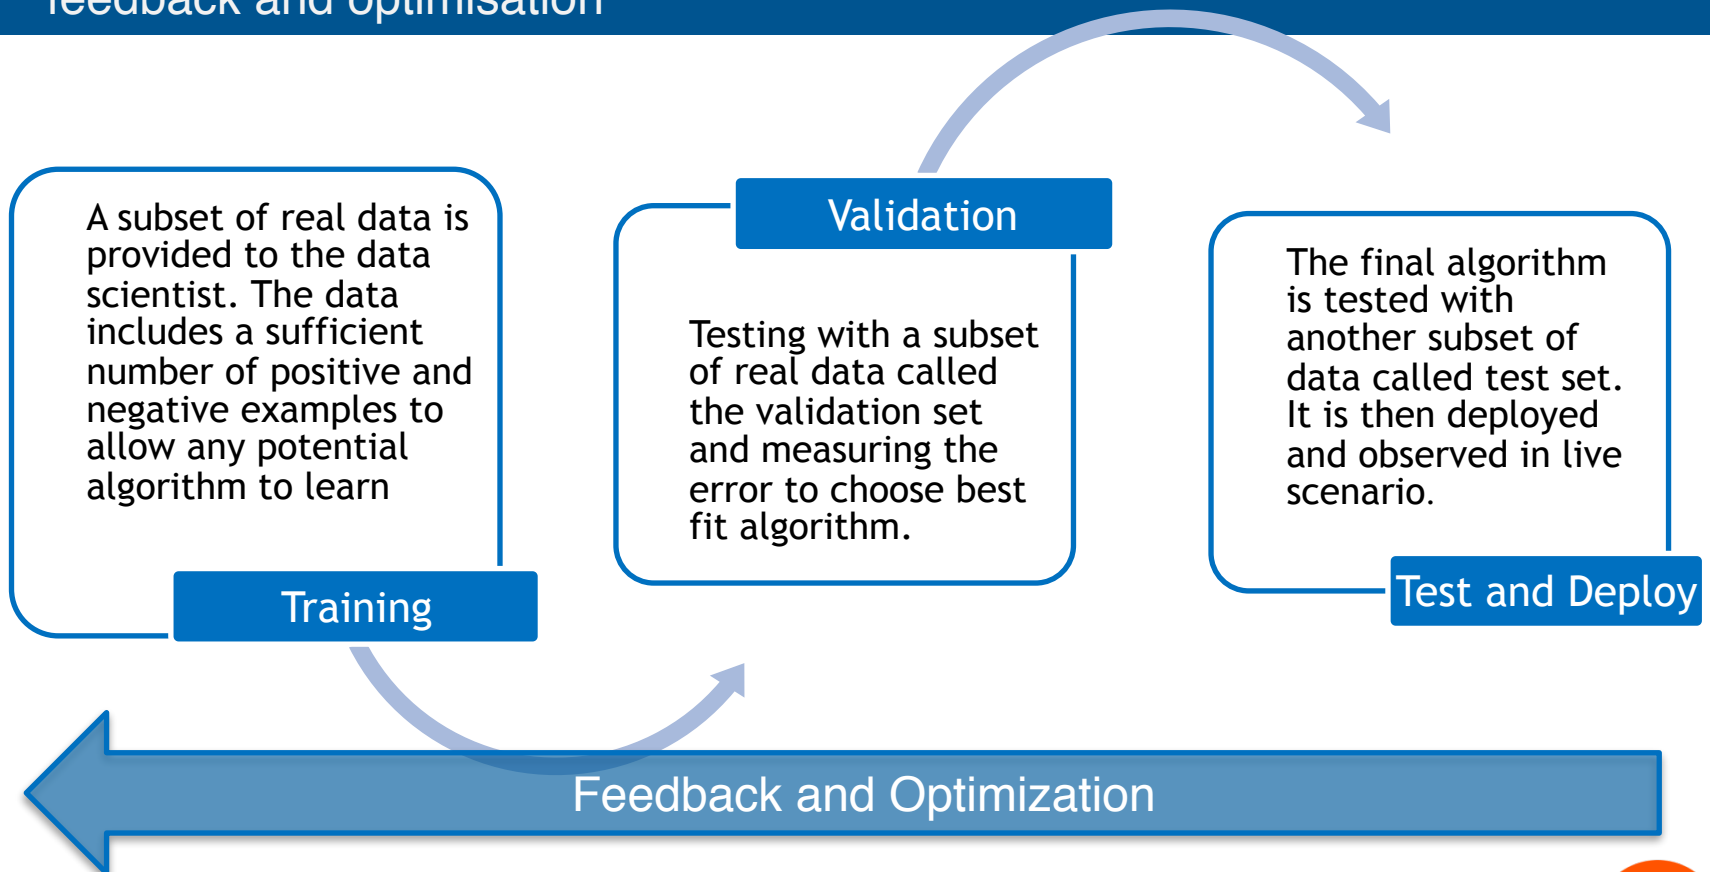 feedback and optimisation
A subset of real data is
provided to the data
scientist. The data
includes a sufficient
number of positive and
negative examples to
allow any potential
algorithm to learn
Training
Validation
Testing with a subset
of real data called
the validation set
and measuring the
error to choose best
fit algorithm.
The final algorithm
is tested with
another subset of
data called test set.
It is then deployed
and observed in live
scenario.
Test and Deploy
Feedback and Optimization